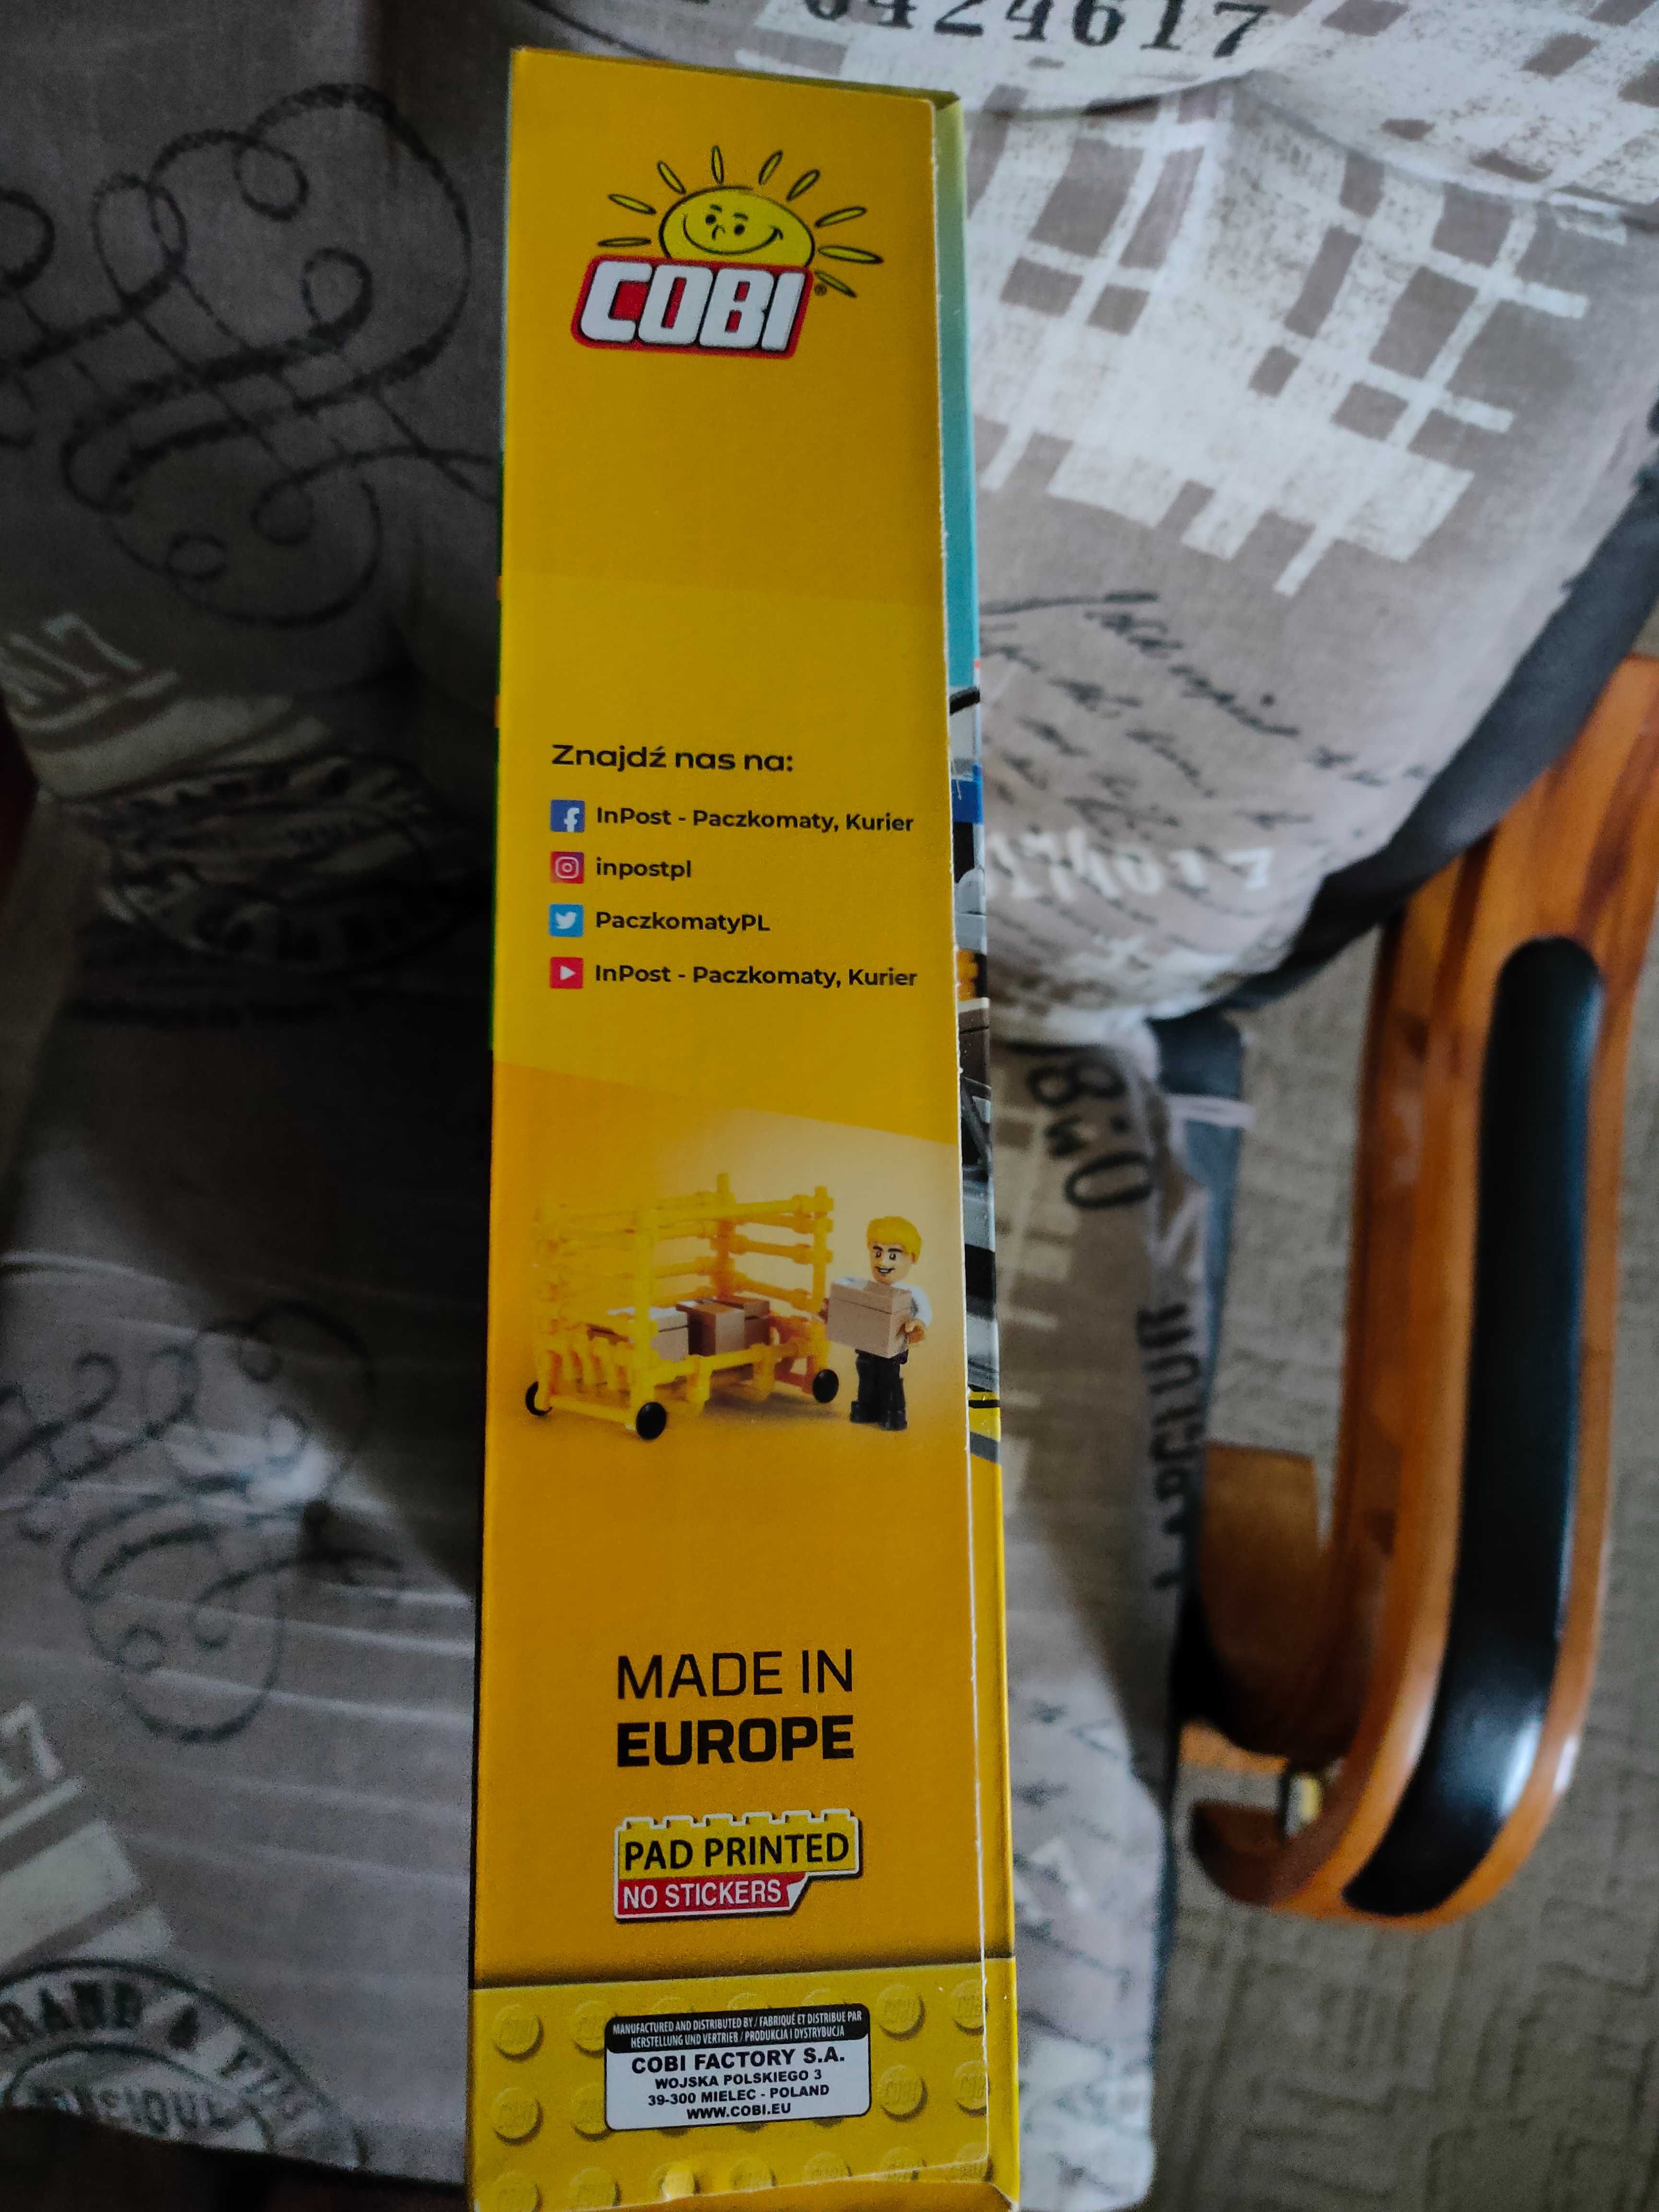 6424617
COBI®
Znajdź nas na:
InPost - Paczkomaty, Kurier
inpostpl
PaczkomatyPL
InPost - Paczkomaty, Kurier
MADE IN
EUROPE
PAD PRINTED
NO STICKERS
MANUFACTURED AND DISTRIBUTED BY / FABRIQUÉ ET DISTRIBUE PAR
HERSTELLUNG UND VERTRIEB / PRODUKCJA I DYSTRYBUCJA
COBI FACTORY S.A.
WOJSKA POLSKIEGO 3
39-300 MIELEC - POLAND
WWW.COBI.EU